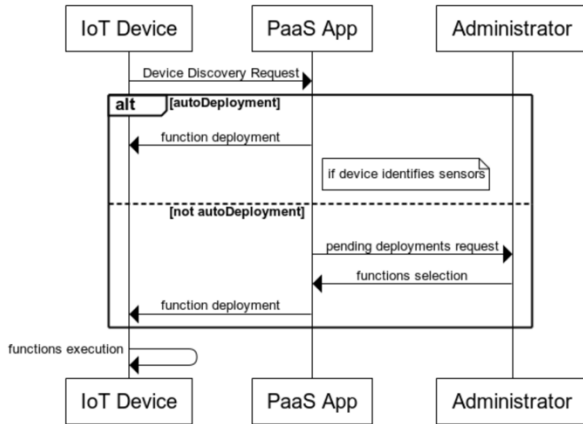 IoT Device
PaaS App
Administrator
Device Discovery Request
alt
[autoDeployment]
function deployment
if device identifies sensors
[not autoDeployment]
pending deployments request
functions selection
function deployment
functions execution
IoT Device
PaaS App
Administrator